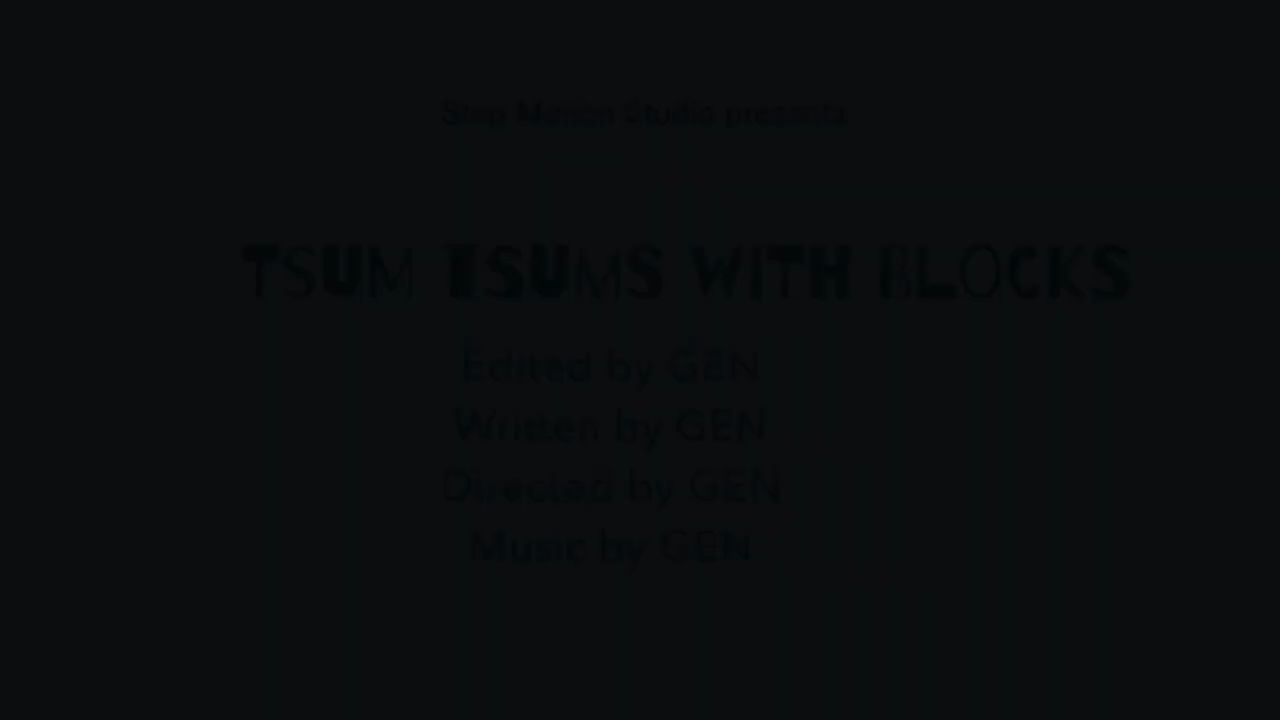 Stop Motion Studio presents
TSUM TSUMS WITH BLOCKS
Edited by GEN
Written by GEN
Directed by GEN
Music by GEN